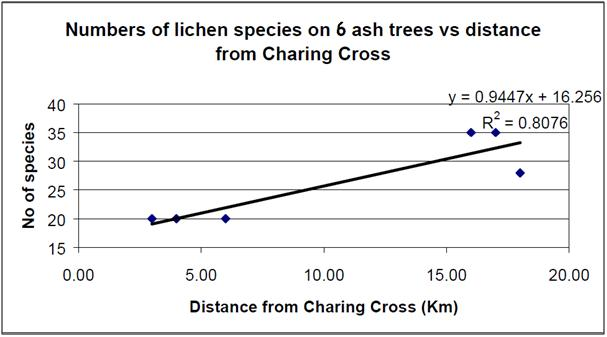 Numbers of lichen species on 6 ash trees vs distance
from Charing Cross
y = 0.9447x + 16.256
R² = 0.8076
No of species
40
35
30
25
20
15
0.00 5.00 10.00 15.00 20.00
Distance from Charing Cross (Km)